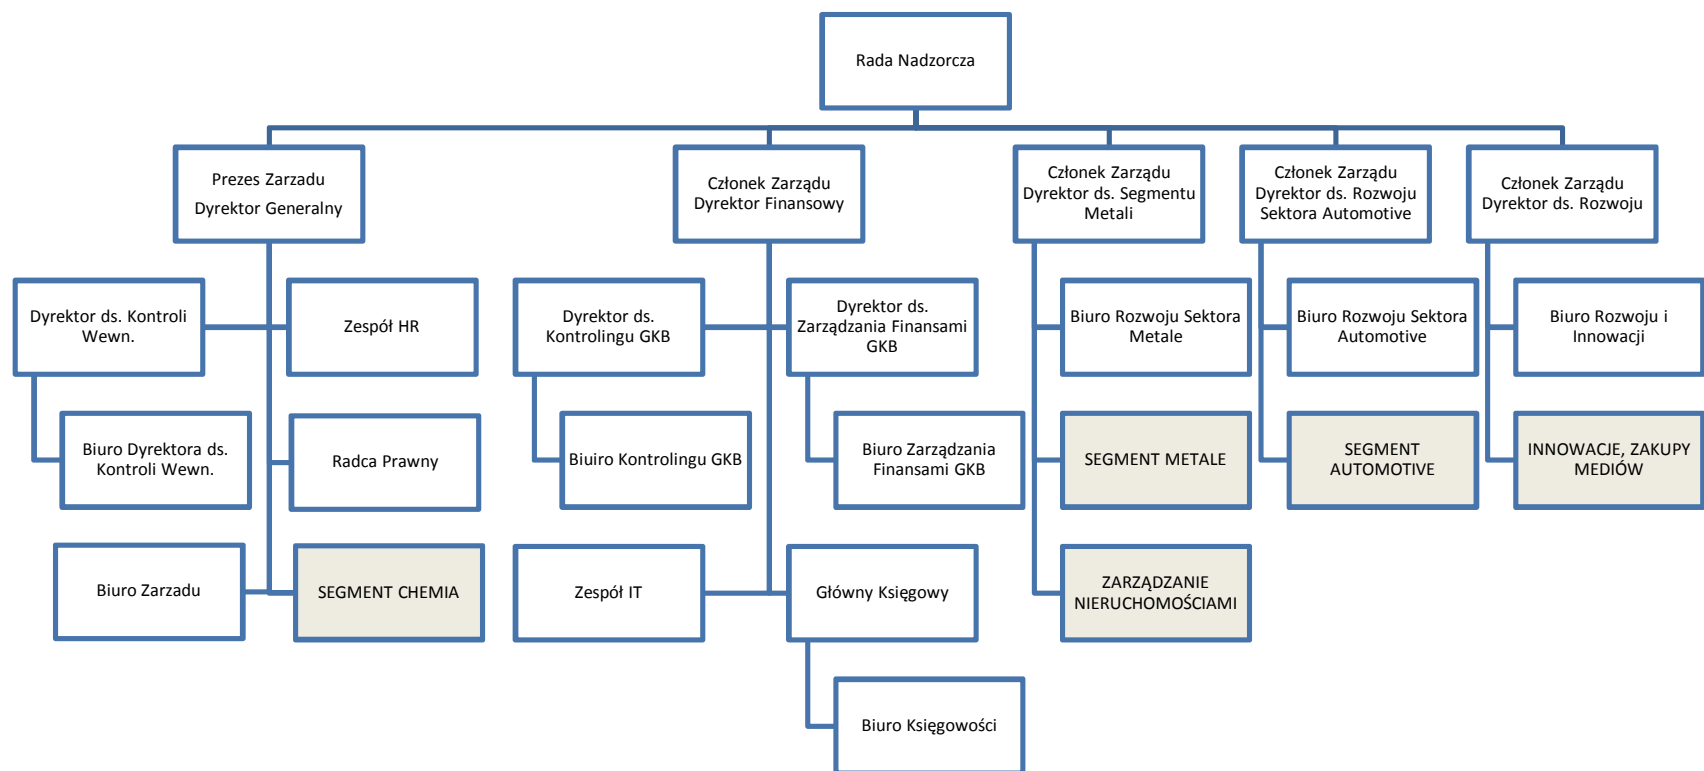 Rada Nadzorcza
Prezes Zarzadu
Dyrektor Generalny
Członek Zarządu
Dyrektor Finansowy
Członek Zarządu
Dyrektor ds. Segmentu
Metali
Członek Zarządu
Dyrektor ds. Rozwoju
Sektora Automotive
Członek Zarządu
Dyrektor ds. Rozwoju
Dyrektor ds. Kontroli
Wewn.
Zespół HR
Dyrektor ds.
Kontrolingu GKB
Dyrektor ds.
Zarządzania Finansami
GKB
Biuro Rozwoju Sektora
Metale
Biuro Rozwoju Sektora
Automotive
Biuro Rozwoju i
Innowacji
Biuro Dyrektora ds.
Kontroli Wewn.
Radca Prawny
Biuiro Kontrolingu GKB
Biuro Zarządzania
Finansami GKB
SEGMENT METALE
SEGMENT
AUTOMOTIVE
INNOWACJE, ZAKUPY
MEDIÓW
Biuro Zarzadu
SEGMENT CHEMIA
Zespół IT
Główny Księgowy
ZARZĄDZANIE
NIERUCHOMOŚCIAMI
Biuro Księgowości